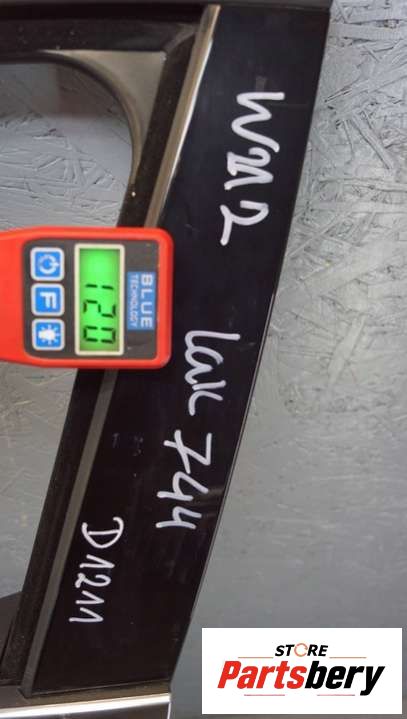 W212
Lak 744
D1211
120
BLUE
TECHNOLOGY
F
STORE
Partsbery